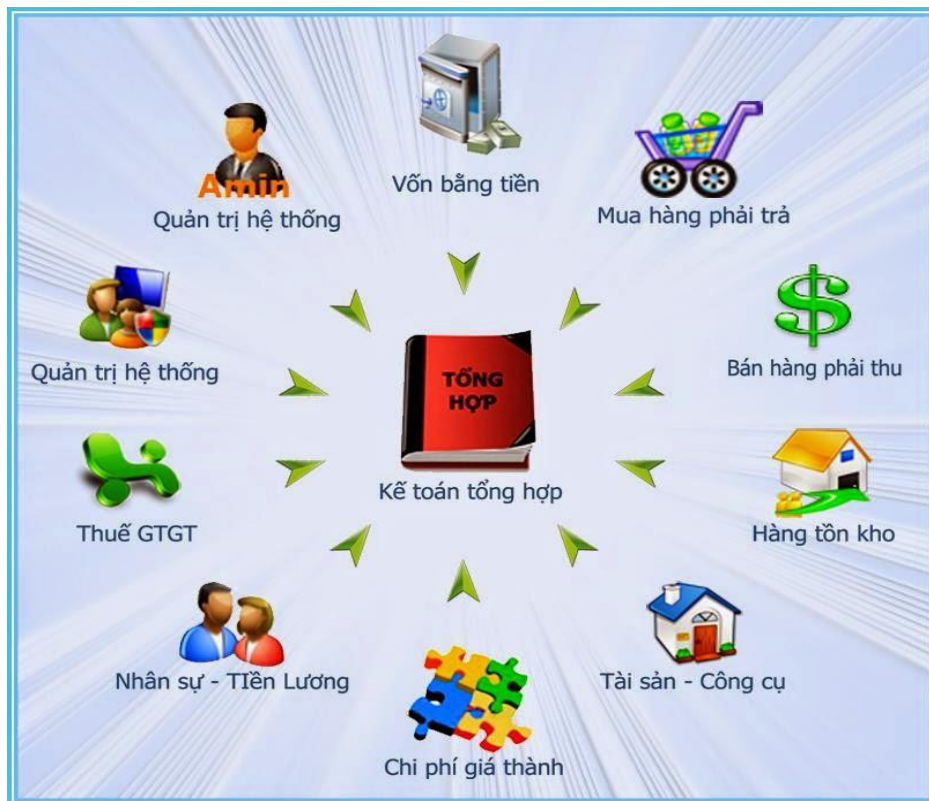 Vốn bằng tiền
Amin
Quản trị hệ thống
Mua hàng phải trả
Quản trị hệ thống
Bán hàng phải thu
TỔNG
HỢP
Kế toán tổng hợp
Thuế GTGT
Hàng tồn kho
Nhân sự - TIền Lương
Tài sản - Công cụ
Chi phí giá thành